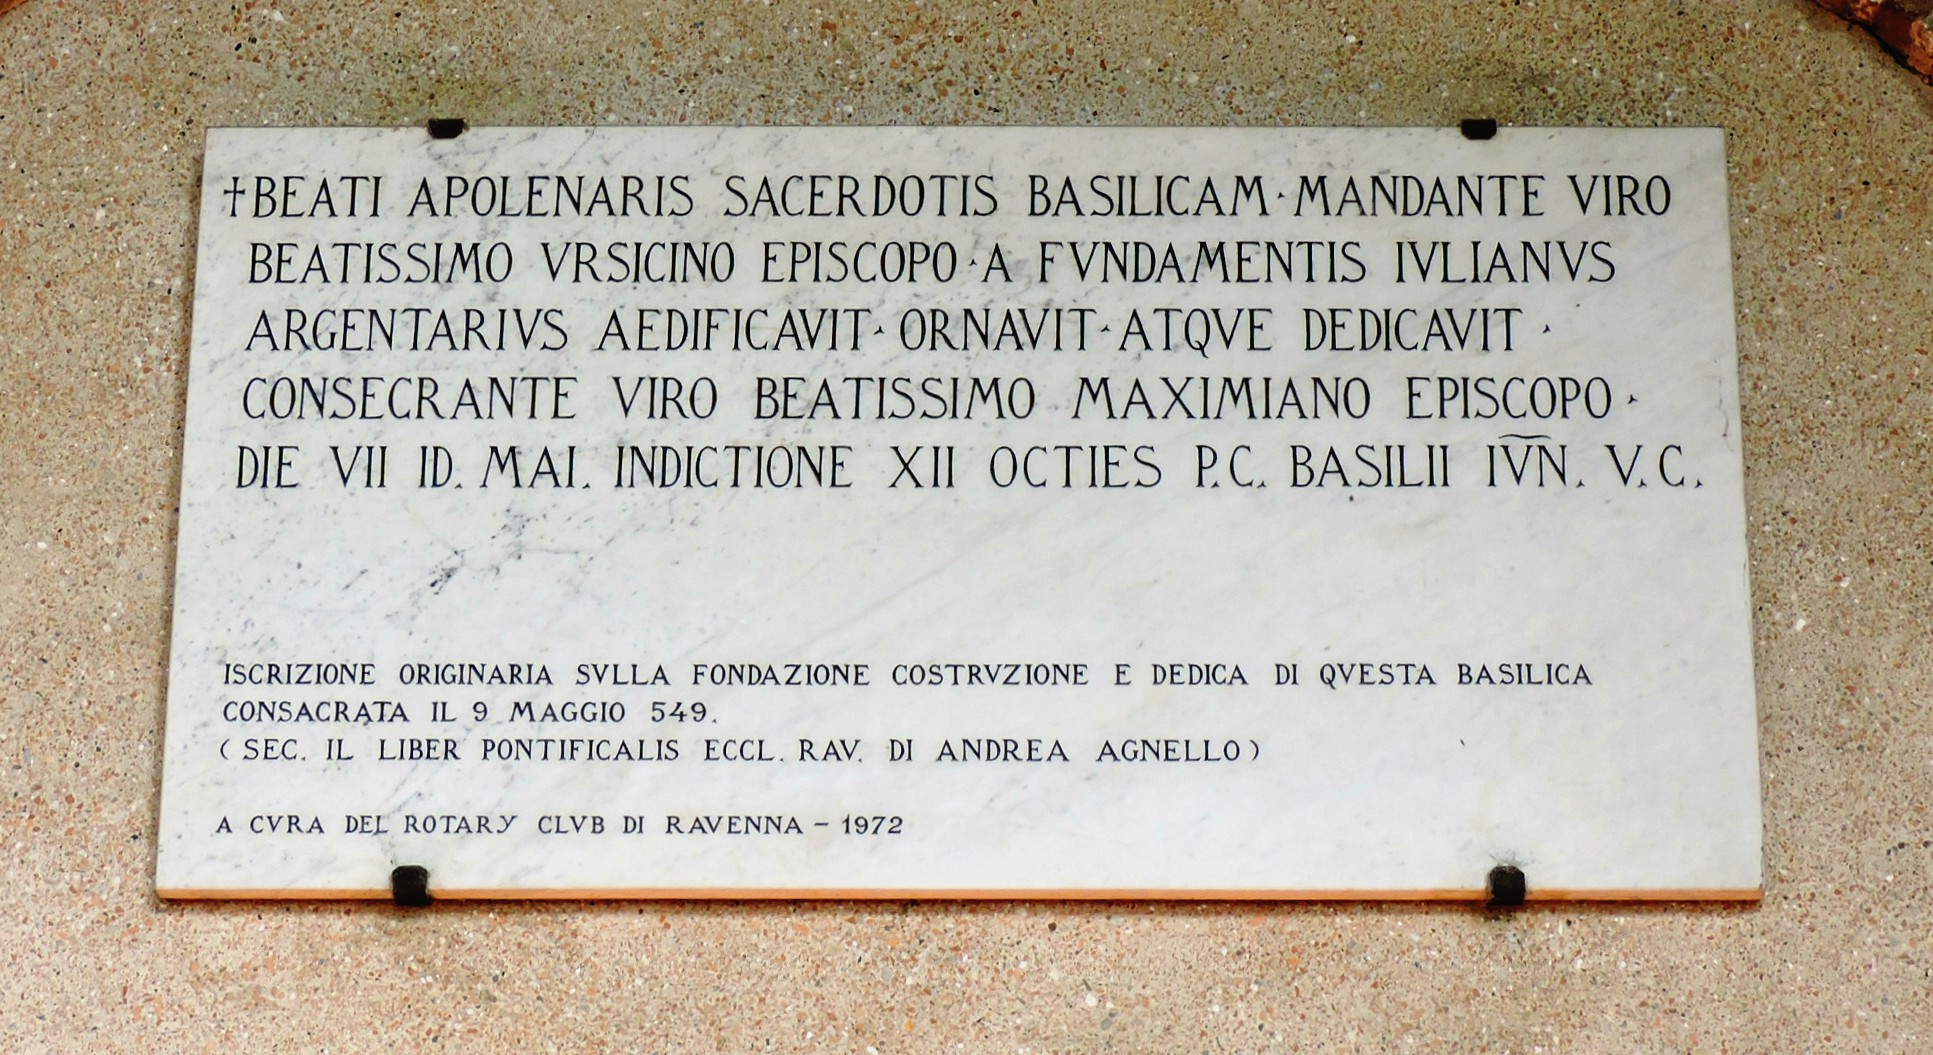 †BEATI APOLENARIS SACERDOTIS BASILICAM · MANDANTE VIRO
BEATISSIMO VRSICINO EPISCOPO · A FVNDAMENTIS IVLIANVS
ARGENTARIVS AEDIFICAVIT · ORNAVIT · ATQVE DEDICAVIT ·
CONSECRANTE VIRO BEATISSIMO MAXIMIANO EPISCOPO ·
DIE VII ID. MAI. INDICTIONE XII OCTIES P.C. BASILII IV̅N. V.C.
ISCRIZIONE ORIGINARIA SVLLA FONDAZIONE COSTRVZIONE E DEDICA DI QVESTA BASILICA
CONSACRATA IL 9 MAGGIO 549.
(SEC. IL LIBER PONTIFICALIS ECCL. RAV. DI ANDREA AGNELLO)
A CVRA DEL ROTARY CLVB DI RAVENNA – 1972